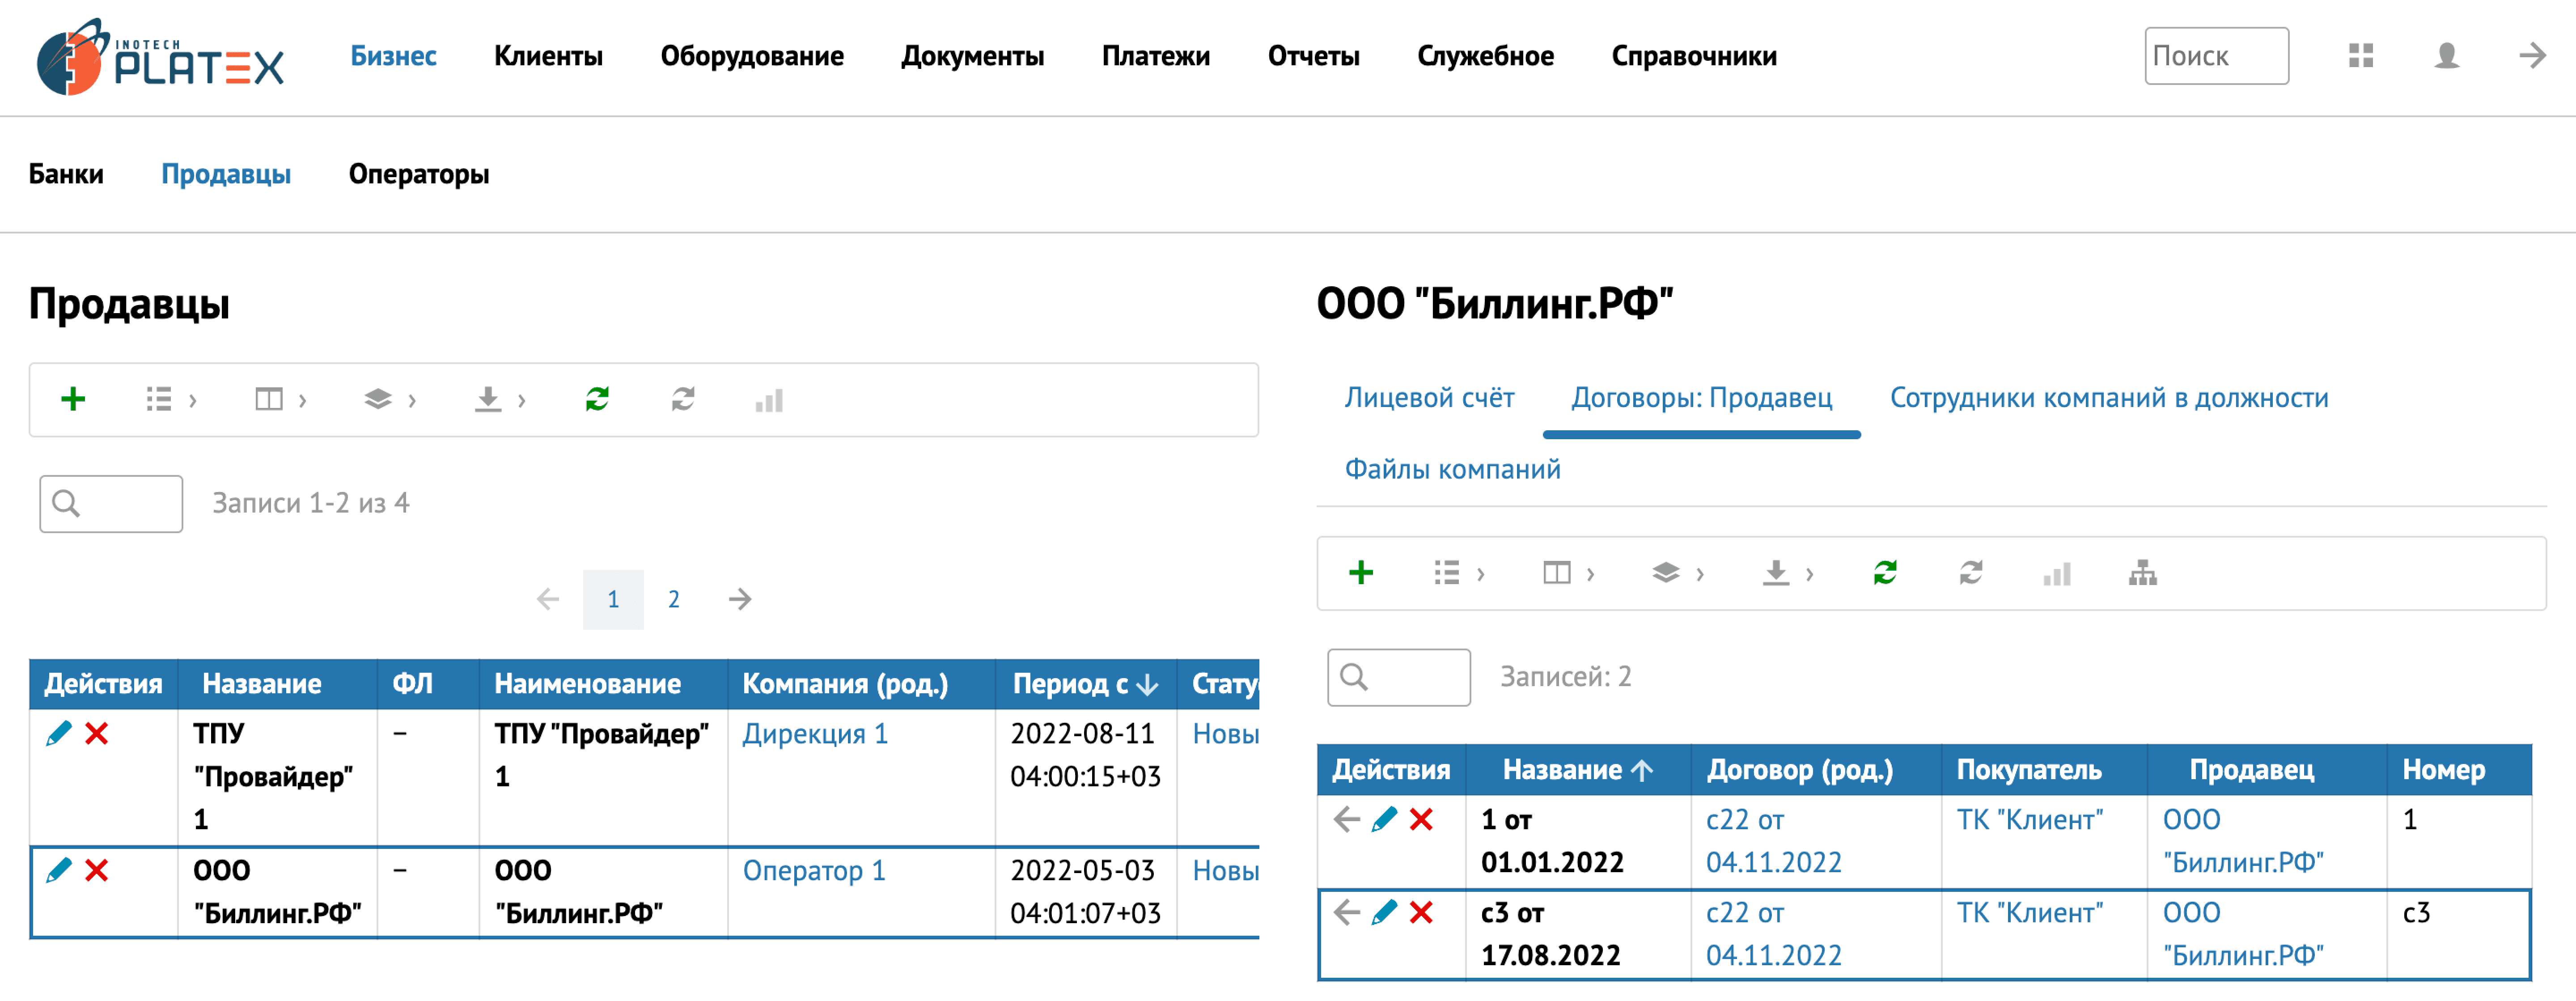 INOTECH
PLATEX
Бизнес Клиенты Оборудование Документы Платежи Отчеты Служебное Справочники Поиск
Банки Продавцы Операторы
Продавцы
Записи 1-2 из 4
1 2
Действия Название ФЛ Наименование Компания (род.) Период с Стату
ТПУ – ТПУ "Провайдер" Дирекция 1 2022-08-11 Новы
"Провайдер" 1 04:00:15+03
1
ООО – ООО Оператор 1 2022-05-03 Новы
"Биллинг.РФ" "Биллинг.РФ" 04:01:07+03
ООО "Биллинг.РФ"
Лицевой счёт Договоры: Продавец Сотрудники компаний в должности
Файлы компаний
Записей: 2
Действия Название Договор (род.) Покупатель Продавец Номер
1 от с22 от ТК "Клиент" ООО 1
01.01.2022 04.11.2022 "Биллинг.РФ"
с3 от с22 от ТК "Клиент" ООО с3
17.08.2022 04.11.2022 "Биллинг.РФ"